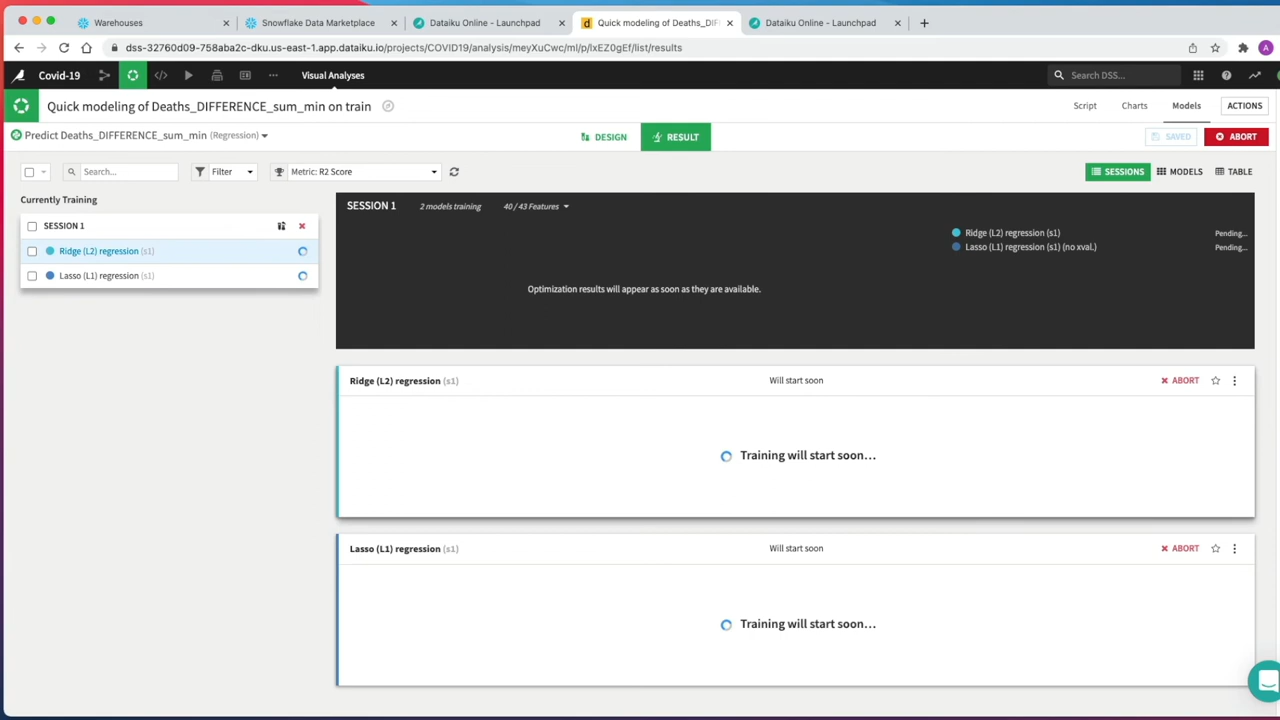 Warehouses
Snowflake Data Marketplace
Dataiku Online - Launchpad
Quick modeling of Deaths_DIF
Dataiku Online - Launchpad
dss-32760d09-758aba2c-dku.us-east-1.app.dataiku.io/projects/COVID19/analysis/meyXuCwc/ml/p/lxEZ0gEf/list/results
A
Covid-19
Visual Analyses
Search DSS...
Quick modeling of Deaths_DIFFERENCE_sum_min on train
Script
Charts
Models
ACTIONS
Predict Deaths_DIFFERENCE_sum_min (Regression)
DESIGN
RESULT
SAVED
ABORT
Search...
Filter
Metric: R2 Score
SESSIONS
MODELS
TABLE
Currently Training
SESSION 1
Ridge (L2) regression (s1)
Lasso (L1) regression (s1)
SESSION 1
2 models training
40 / 43 Features
Ridge (L2) regression (s1)
Pending...
Lasso (L1) regression (s1) (no xval.)
Pending...
Optimization results will appear as soon as they are available.
Ridge (L2) regression (s1)
Will start soon
ABORT
Training will start soon...
Lasso (L1) regression (s1)
Will start soon
ABORT
Training will start soon...